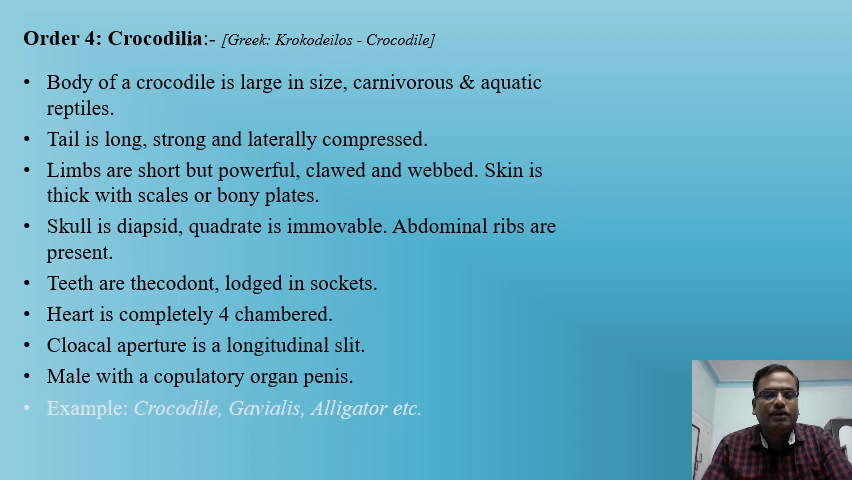 Order 4: Crocodilia:- [Greek: Krokodeilos - Crocodile]
• Body of a crocodile is large in size, carnivorous & aquatic
reptiles.
• Tail is long, strong and laterally compressed.
• Limbs are short but powerful, clawed and webbed. Skin is
thick with scales or bony plates.
• Skull is diapsid, quadrate is immovable. Abdominal ribs are
present.
• Teeth are thecodont, lodged in sockets.
• Heart is completely 4 chambered.
• Cloacal aperture is a longitudinal slit.
• Male with a copulatory organ penis.
• Example: Crocodile, Gavialis, Alligator etc.